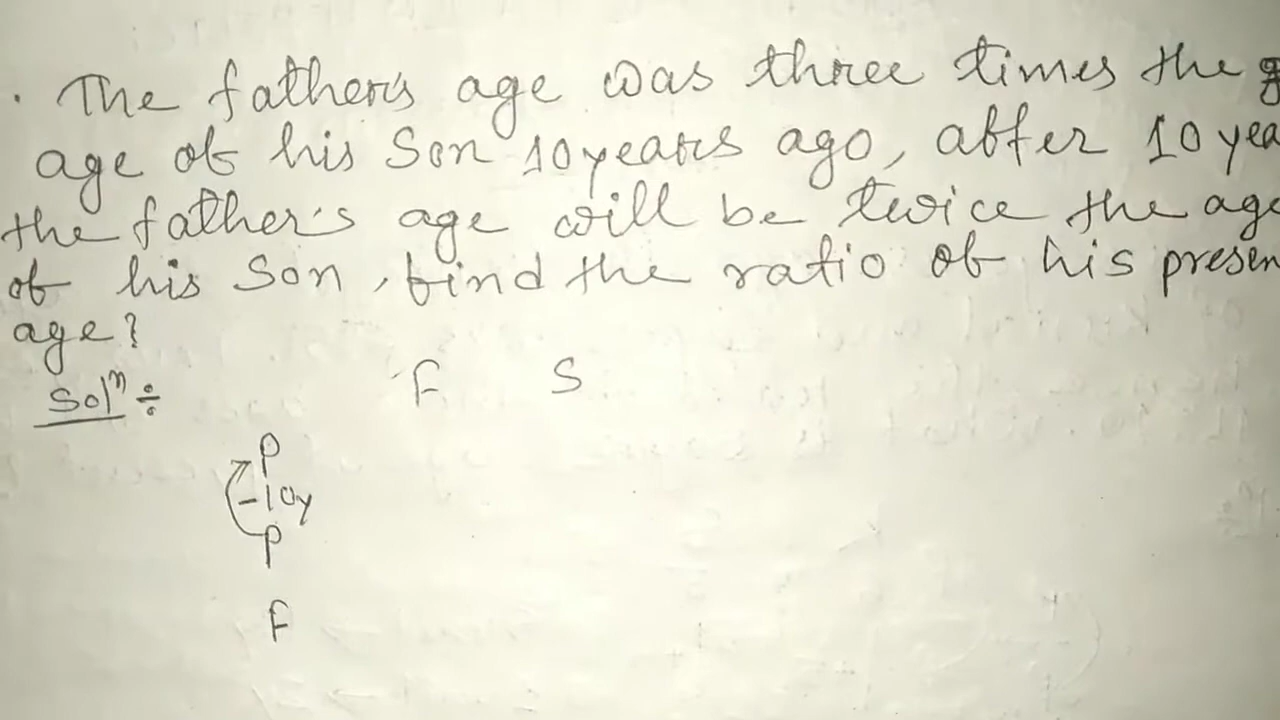 . The father's age was three times the
age of his Son 10 years ago, after 10 yea
the father's age will be twice the age
of his Son, find the ratio of his presen
age?
Solⁿ ÷ F S
P
-10y
P
F